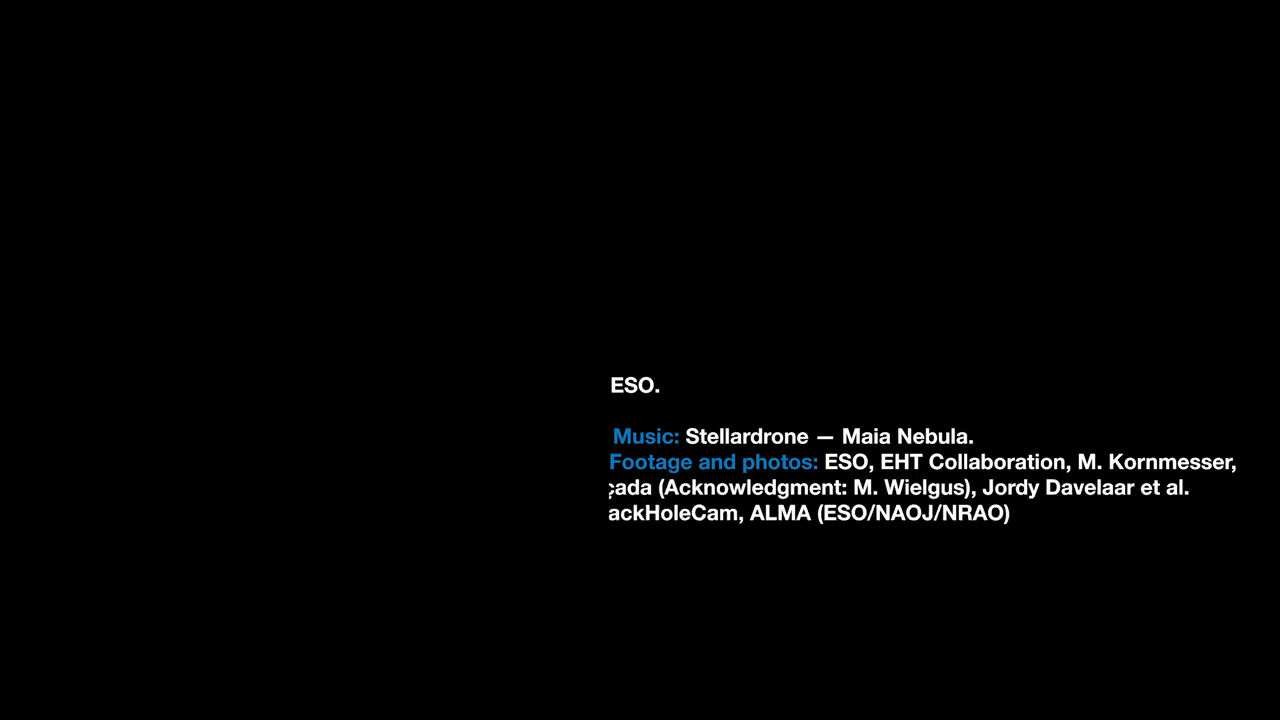 ESO.
Music: Stellardrone — Maia Nebula.
Footage and photos: ESO, EHT Collaboration, M. Kornmesser,
(Acknowledgment: M. Wielgus), Jordy Davelaar et al.
ALMA (ESO/NAOJ/NRAO)